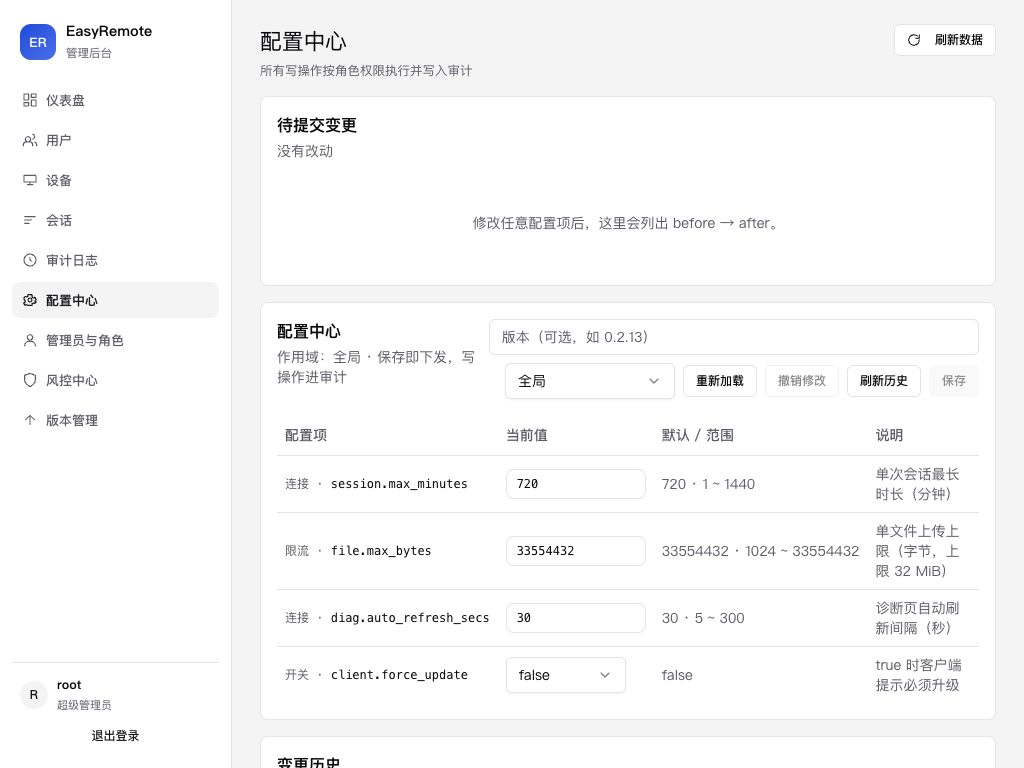 ER
EasyRemote
管理后台
仪表盘
用户
设备
会话
审计日志
配置中心
管理员与角色
风控中心
版本管理
R
root
超级管理员
退出登录
配置中心
所有写操作按角色权限执行并写入审计
刷新数据
待提交变更
没有改动
修改任意配置项后，这里会列出 before → after。
配置中心
作用域：全局 · 保存即下发，写
操作进审计
版本（可选，如 0.2.13）
全局
重新加载
撤销修改
刷新历史
保存
配置项 当前值 默认 / 范围 说明
连接 · session.max_minutes 720 720 · 1 ~ 1440 单次会话最长
时长（分钟）
限流 · file.max_bytes 33554432 33554432 · 1024 ~ 33554432 单文件上传上
限（字节，上
限 32 MiB）
连接 · diag.auto_refresh_secs 30 30 · 5 ~ 300 诊断页自动刷
新间隔（秒）
开关 · client.force_update false false true 时客户端
提示必须升级
变更历史